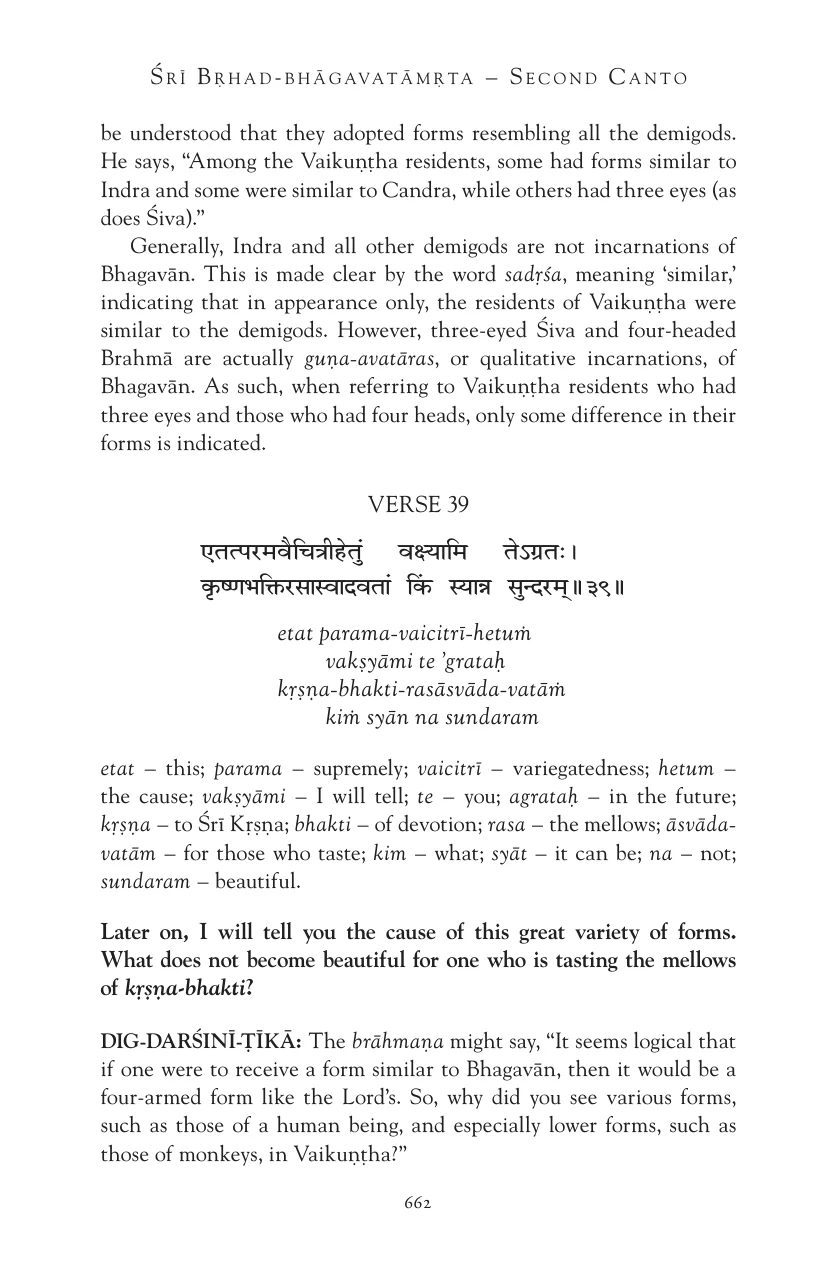 Śrī Bṛhad-bhāgavatāmṛta – Second Canto
be understood that they adopted forms resembling all the demigods.
He says, “Among the Vaikuṇṭha residents, some had forms similar to
Indra and some were similar to Candra, while others had three eyes (as
does Śiva).”
Generally, Indra and all other demigods are not incarnations of
Bhagavān. This is made clear by the word sadṛśa, meaning ‘similar,’
indicating that in appearance only, the residents of Vaikuṇṭha were
similar to the demigods. However, three-eyed Śiva and four-headed
Brahmā are actually guṇa-avatāras, or qualitative incarnations, of
Bhagavān. As such, when referring to Vaikuṇṭha residents who had
three eyes and those who had four heads, only some difference in their
forms is indicated.
VERSE 39
एतत्परमवैचित्रीहेतुं वक्ष्यामि तेऽग्रतः।
कृष्णभक्तिरसास्वादवतां किं स्यान्न सुन्दरम्॥३९॥
etat parama-vaicitrī-hetuṁ
vakṣyāmi te ’grataḥ
kṛṣṇa-bhakti-rasāsvāda-vatāṁ
kiṁ syān na sundaram
etat – this; parama – supremely; vaicitrī – variegatedness; hetum –
the cause; vakṣyāmi – I will tell; te – you; agrataḥ – in the future;
kṛṣṇa – to Śrī Kṛṣṇa; bhakti – of devotion; rasa – the mellows; āsvāda-
vatām – for those who taste; kim – what; syāt – it can be; na – not;
sundaram – beautiful.
Later on, I will tell you the cause of this great variety of forms.
What does not become beautiful for one who is tasting the mellows
of kṛṣṇa-bhakti?
DIG-DARŚINĪ-ṬĪKĀ: The brāhmaṇa might say, “It seems logical that
if one were to receive a form similar to Bhagavān, then it would be a
four-armed form like the Lord’s. So, why did you see various forms,
such as those of a human being, and especially lower forms, such as
those of monkeys, in Vaikuṇṭha?”
662